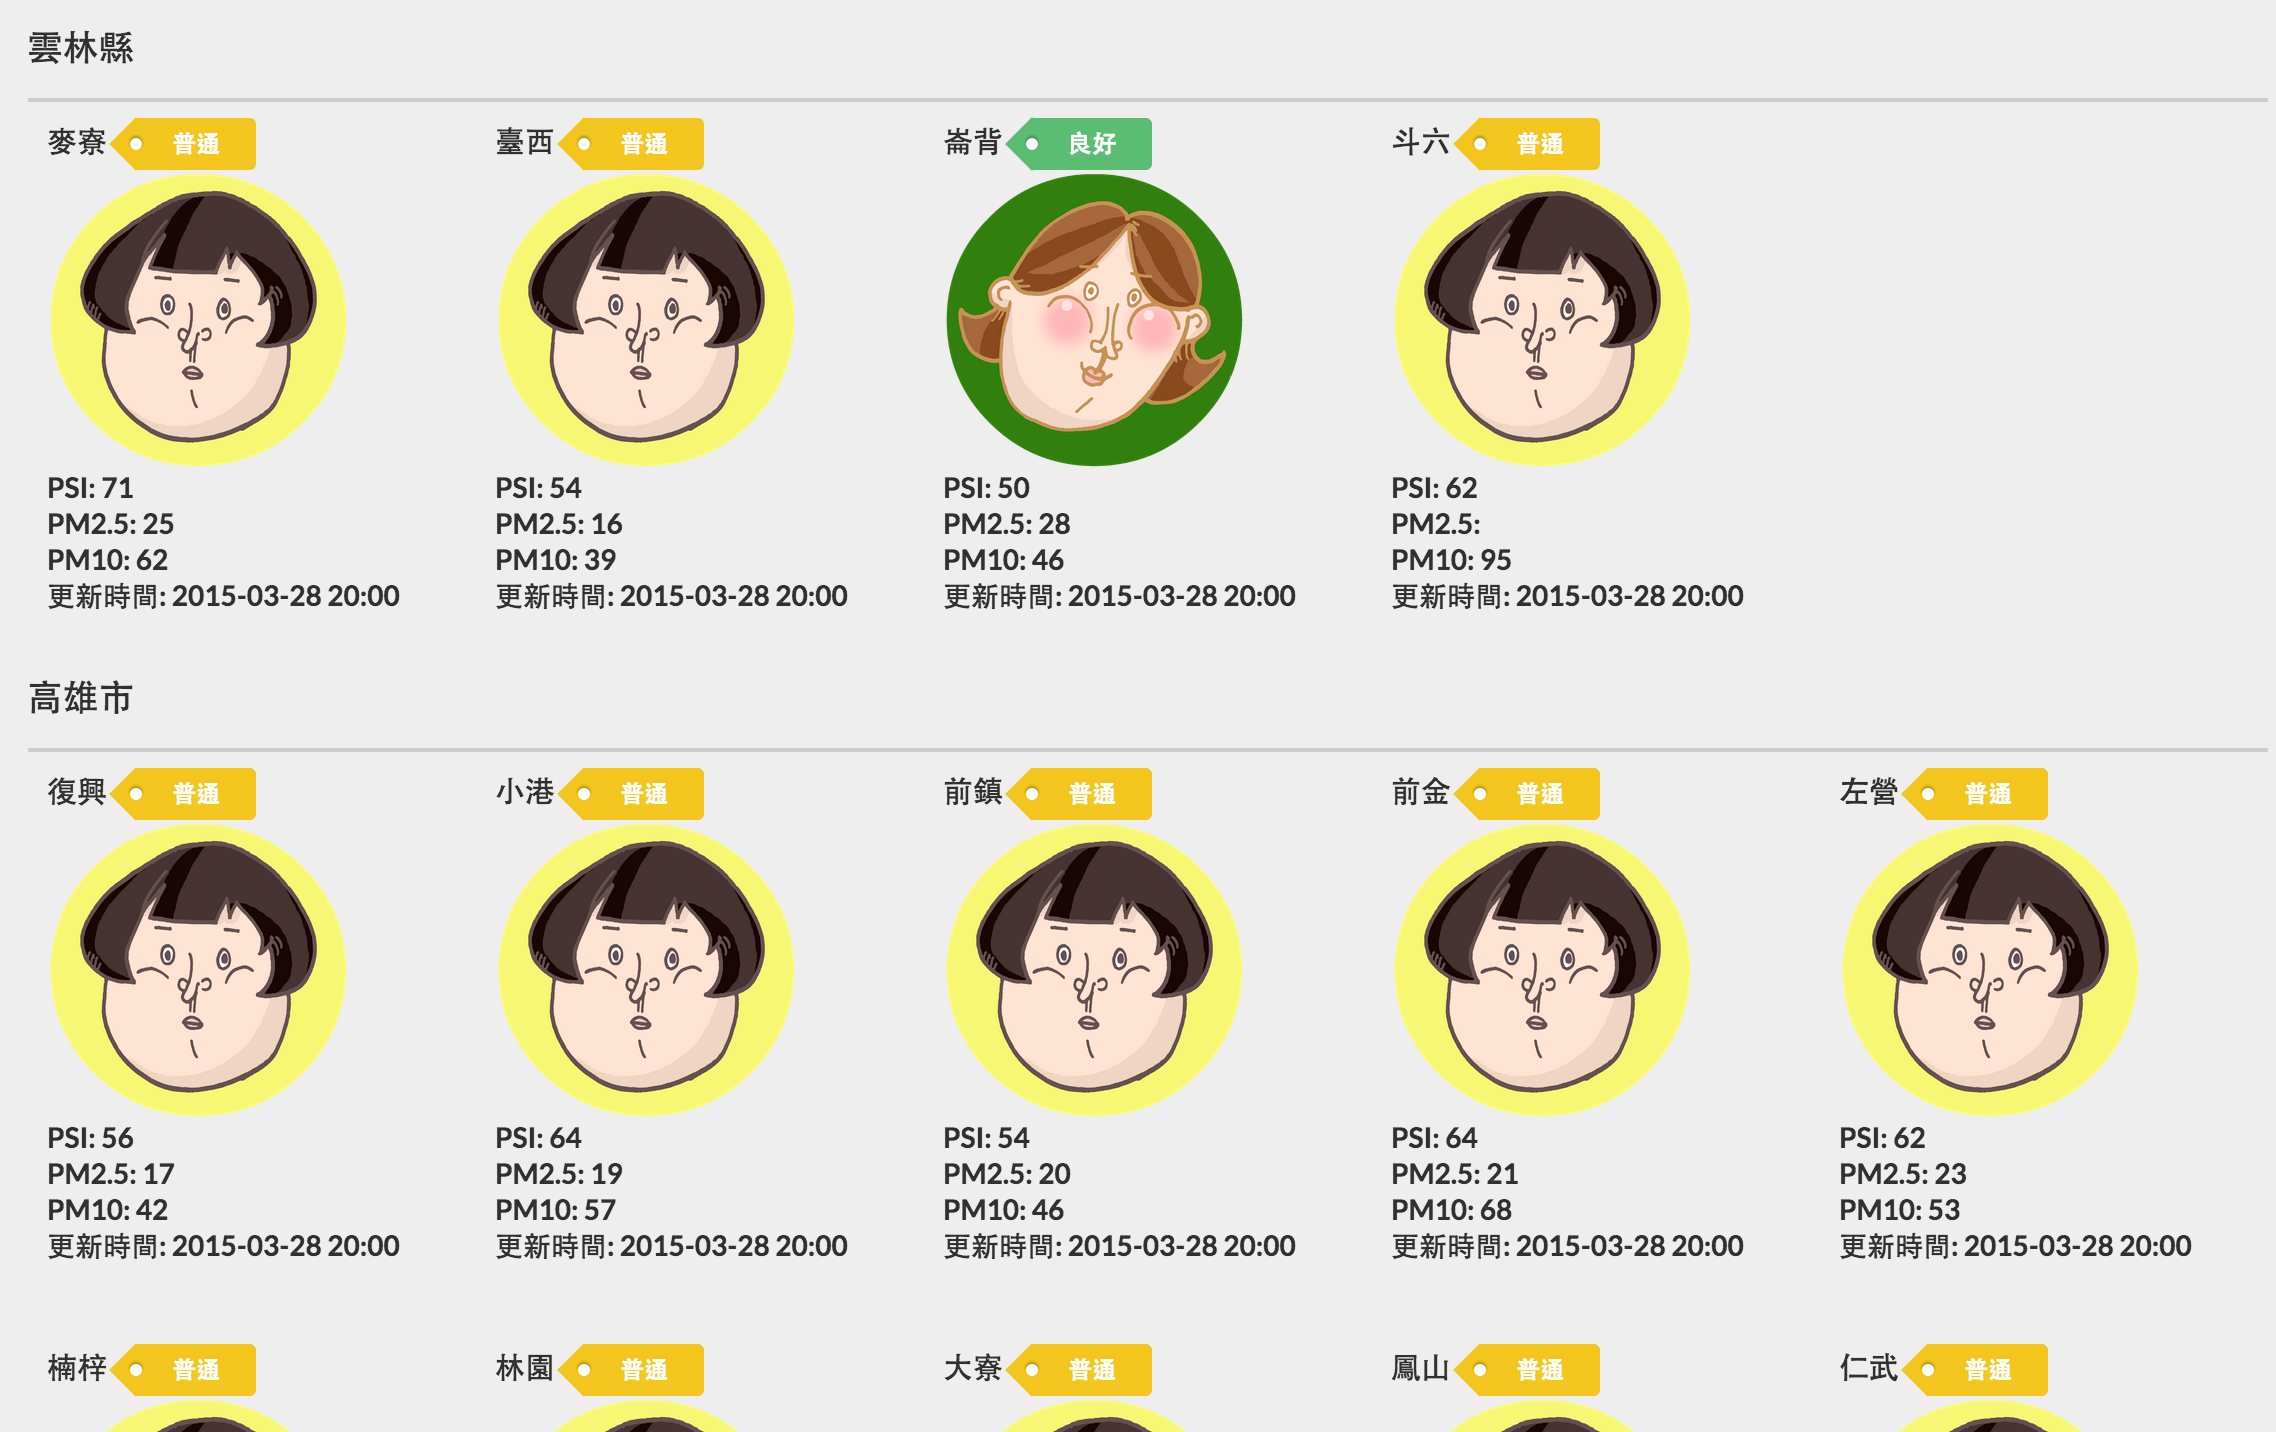 雲林縣
麥寮 普通
PSI: 71
PM2.5: 25
PM10: 62
更新時間: 2015-03-28 20:00
臺西 普通
PSI: 54
PM2.5: 16
PM10: 39
更新時間: 2015-03-28 20:00
崙背 良好
PSI: 50
PM2.5: 28
PM10: 46
更新時間: 2015-03-28 20:00
斗六 普通
PSI: 62
PM2.5:
PM10: 95
更新時間: 2015-03-28 20:00
高雄市
復興 普通
PSI: 56
PM2.5: 17
PM10: 42
更新時間: 2015-03-28 20:00
小港 普通
PSI: 64
PM2.5: 19
PM10: 57
更新時間: 2015-03-28 20:00
前鎮 普通
PSI: 54
PM2.5: 20
PM10: 46
更新時間: 2015-03-28 20:00
前金 普通
PSI: 64
PM2.5: 21
PM10: 68
更新時間: 2015-03-28 20:00
左營 普通
PSI: 62
PM2.5: 23
PM10: 53
更新時間: 2015-03-28 20:00
楠梓 普通
林園 普通
大寮 普通
鳳山 普通
仁武 普通